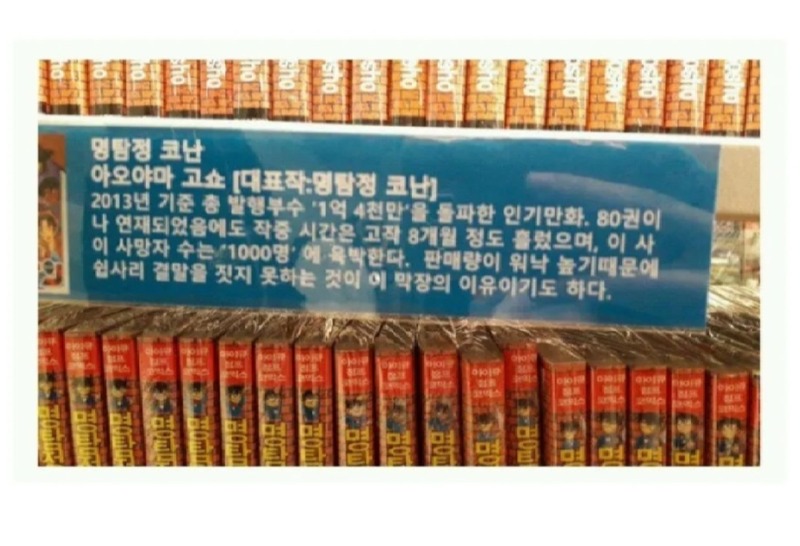 명탐정 코난
아오야마 고쇼 [대표작:명탐정 코난]
2013년 기준 총 발행부수 '1억 4천만'을 돌파한 인기만화. 80권이
나 연재되었음에도 작중 시간은 고작 8개월 정도 흘렀으며, 이 사
이 사망자 수는 '1000명' 에 육박한다. 판매량이 워낙 높기때문에
쉽사리 결말을 짓지 못하는 것이 이 막장의 이유이기도 하다.